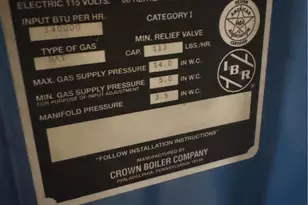 ELECTRIC 115 VOLTS.
INPUT BTU PER HR.
140000
CATEGORY I
MIN. RELIEF VALVE
CAP. 113 LBS./HR.
TYPE OF GAS
NAT
MAX. GAS SUPPLY PRESSURE 14.0 IN W.C.
MIN. GAS SUPPLY PRESSURE 5.0 IN W.C.
FOR PURPOSE OF INPUT ADJUSTMENT
MANIFOLD PRESSURE 3.5 IN W.C.
IBR
"FOLLOW INSTALLATION INSTRUCTIONS"
MANUFACTURED BY
CROWN BOILER COMPANY
PHILADELPHIA, PENNSYLVANIA